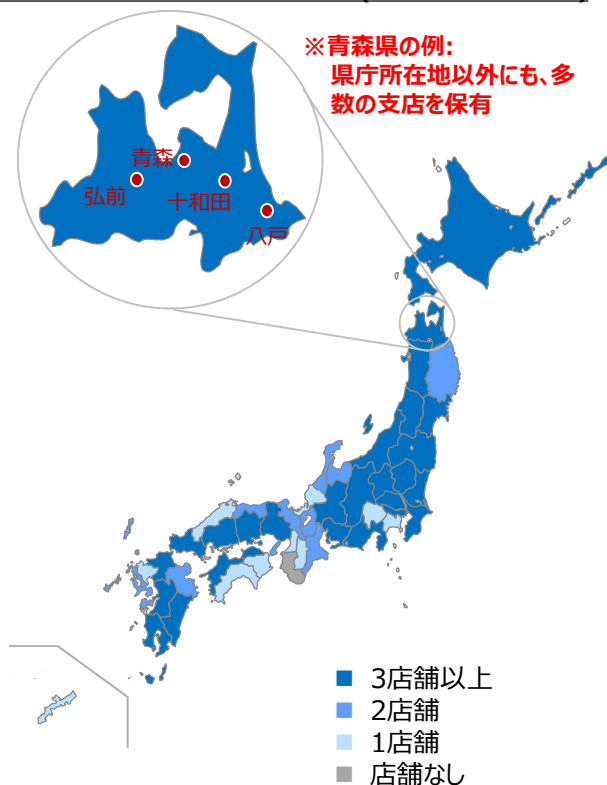 ※青森県の例:
県庁所在地以外にも、多
数の支店を保有
青森
弘前
十和田
八戸
3店舗以上
2店舗
1店舗
店舗なし